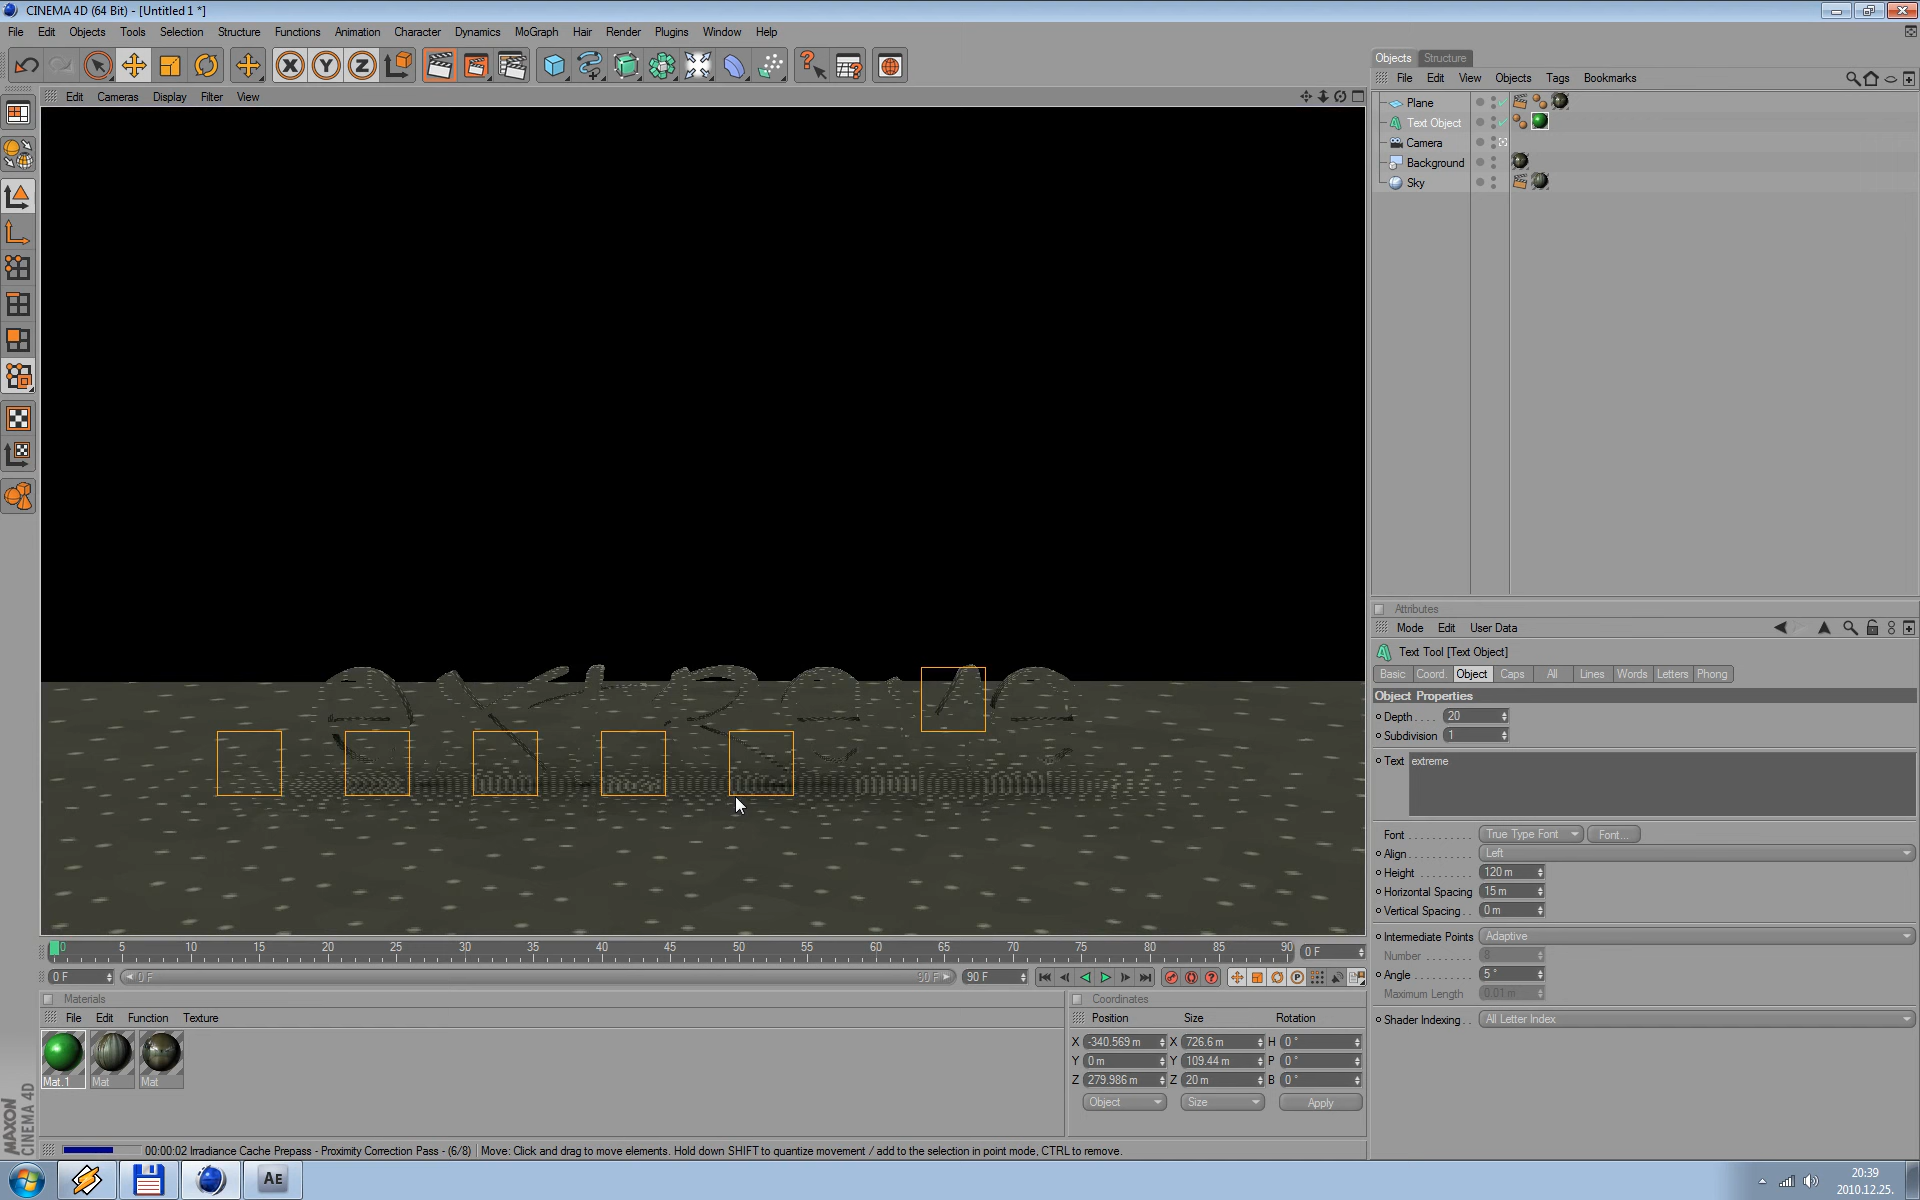 CINEMA 4D (64 Bit) - [Untitled 1 *]
File Edit Objects Tools Selection Structure Functions Animation Character Dynamics MoGraph Hair Render Plugins Window Help
Edit Cameras Display Filter View
Objects Structure
File Edit View Objects Tags Bookmarks
Plane
Text Object
Camera
Background
Sky
extreme
Attributes
Mode Edit User Data
Text Tool [Text Object]
Basic Coord. Object Caps All Lines Words Letters Phong
Object Properties
Depth . . . . 20
Subdivision 1
Text extreme
Font . . . . . . . . . . . True Type Font Font...
Align . . . . . . . . . . . Left
Height . . . . . . . . . 120 m
Horizontal Spacing 15 m
Vertical Spacing . . 0 m
Intermediate Points Adaptive
Number . . . . . . . . 8
Angle . . . . . . . . . . 5 °
Maximum Length 0.01 m
Shader Indexing . . All Letter Index
0 5 10 15 20 25 30 35 40 45 50 55 60 65 70 75 80 85 90 0 F
0 F 0 F 90 F 90 F
Materials
File Edit Function Texture
Mat.1 Mat Mat
Coordinates
Position Size Rotation
X -340.569 m X 726.6 m H 0 °
Y 0 m Y 109.44 m P 0 °
Z 279.986 m Z 20 m B 0 °
Object Size Apply
MAXON
CINEMA 4D
00:00:02 Irradiance Cache Prepass - Proximity Correction Pass - (6/8) Move: Click and drag to move elements. Hold down SHIFT to quantize movement / add to the selection in point mode, CTRL to remove.
AE
20:39
2010.12.25.